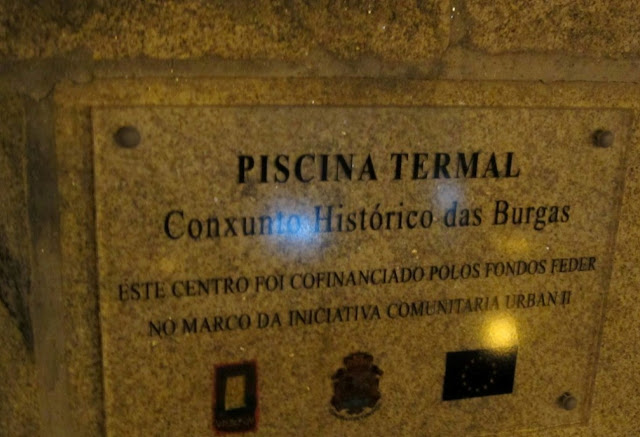 PISCINA TERMAL
Conxunto Histórico das Burgas
ESTE CENTRO FOI COFINANCIADO POLOS FONDOS FEDER
NO MARCO DA INICIATIVA COMUNITARIA URBAN II